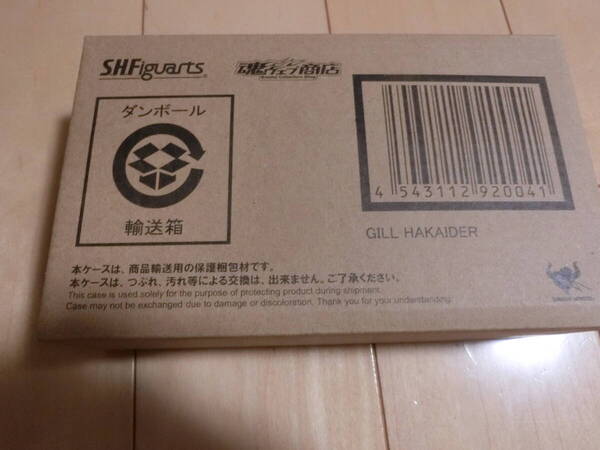 S.H.Figuarts
魂ウェブ商店
ダンボール
輸送箱
4 543112 920041
GILL HAKAIDER
本ケースは、商品輸送用の保護梱包材です。
本ケースは、つぶれ、汚れ等による交換は、出来ません。ご了承ください。
This case is used solely for the purpose of protecting product during shipment.
Case may not be exchanged due to damage or discoloration. Thank you for your understanding.